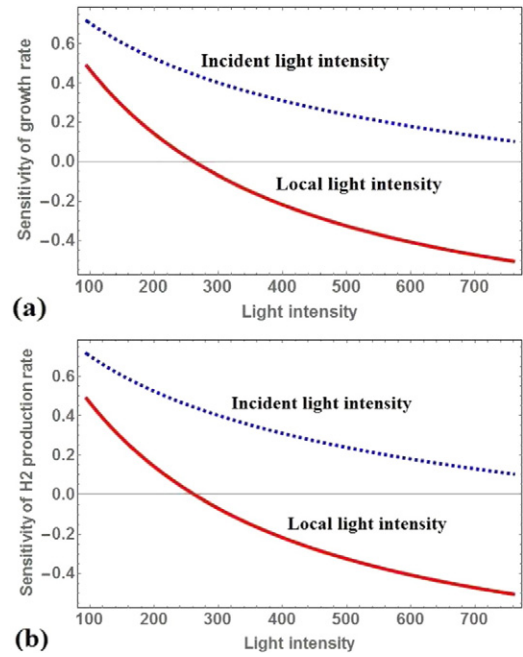 0.6
0.4
0.2
0.0
−0.2
−0.4
Sensitivity of growth rate
Incident light intensity
Local light intensity
100 200 300 400 500 600 700
Light intensity
(a)
0.6
0.4
0.2
0.0
−0.2
−0.4
Sensitivity of H2 production rate
Incident light intensity
Local light intensity
100 200 300 400 500 600 700
Light intensity
(b)